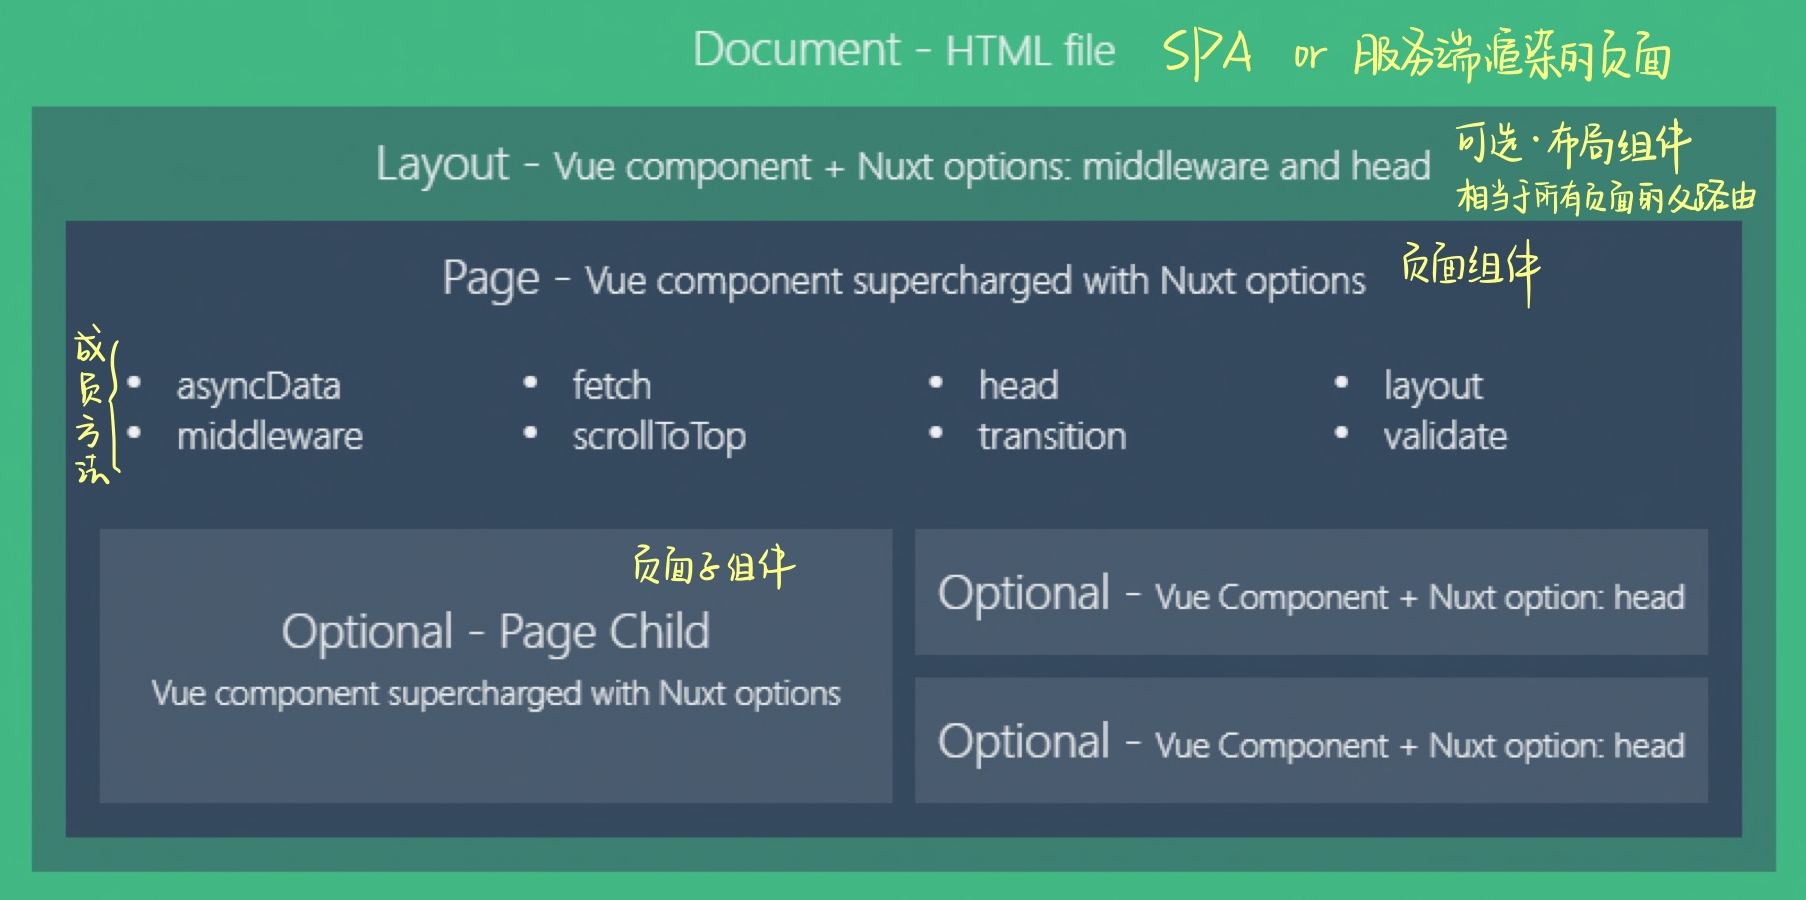 Document - HTML file SPA or 服务端渲染的页面
Layout - Vue component + Nuxt options: middleware and head 可选·布局组件
相当于所有页面的父路由
Page - Vue component supercharged with Nuxt options 页面组件
成员方法
• asyncData • fetch • head • layout
• middleware • scrollToTop • transition • validate
页面子组件
Optional - Page Child
Vue component supercharged with Nuxt options
Optional - Vue Component + Nuxt option: head
Optional - Vue Component + Nuxt option: head